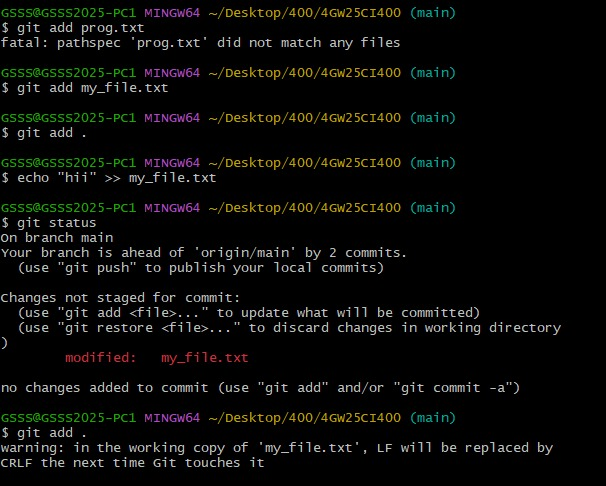 GSSS@GSSS2025-PC1 MINGW64 ~/Desktop/400/4GW25CI400 (main)
$ git add prog.txt
fatal: pathspec 'prog.txt' did not match any files
GSSS@GSSS2025-PC1 MINGW64 ~/Desktop/400/4GW25CI400 (main)
$ git add my_file.txt
GSSS@GSSS2025-PC1 MINGW64 ~/Desktop/400/4GW25CI400 (main)
$ git add .
GSSS@GSSS2025-PC1 MINGW64 ~/Desktop/400/4GW25CI400 (main)
$ echo "hii" >> my_file.txt
GSSS@GSSS2025-PC1 MINGW64 ~/Desktop/400/4GW25CI400 (main)
$ git status
On branch main
Your branch is ahead of 'origin/main' by 2 commits.
  (use "git push" to publish your local commits)
Changes not staged for commit:
  (use "git add <file>..." to update what will be committed)
  (use "git restore <file>..." to discard changes in working directory
)
        modified:   my_file.txt
no changes added to commit (use "git add" and/or "git commit -a")
GSSS@GSSS2025-PC1 MINGW64 ~/Desktop/400/4GW25CI400 (main)
$ git add .
warning: in the working copy of 'my_file.txt', LF will be replaced by
CRLF the next time Git touches it